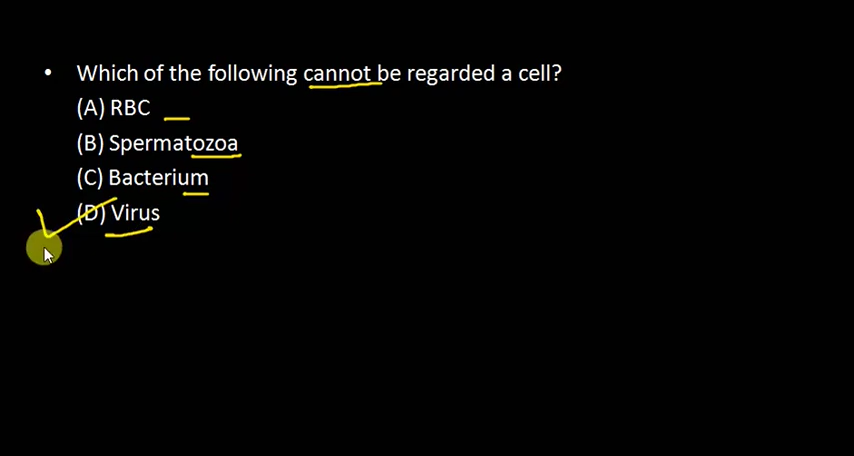 • Which of the following cannot be regarded a cell?
(A) RBC
(B) Spermatozoa
(C) Bacterium
(D) Virus